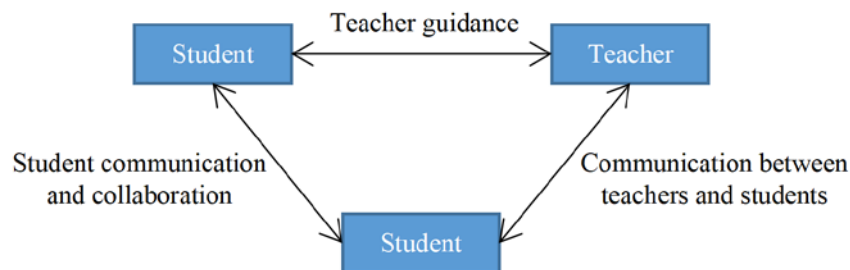 Teacher guidance
Student
Teacher
Student communication
and collaboration
Communication between
teachers and students
Student